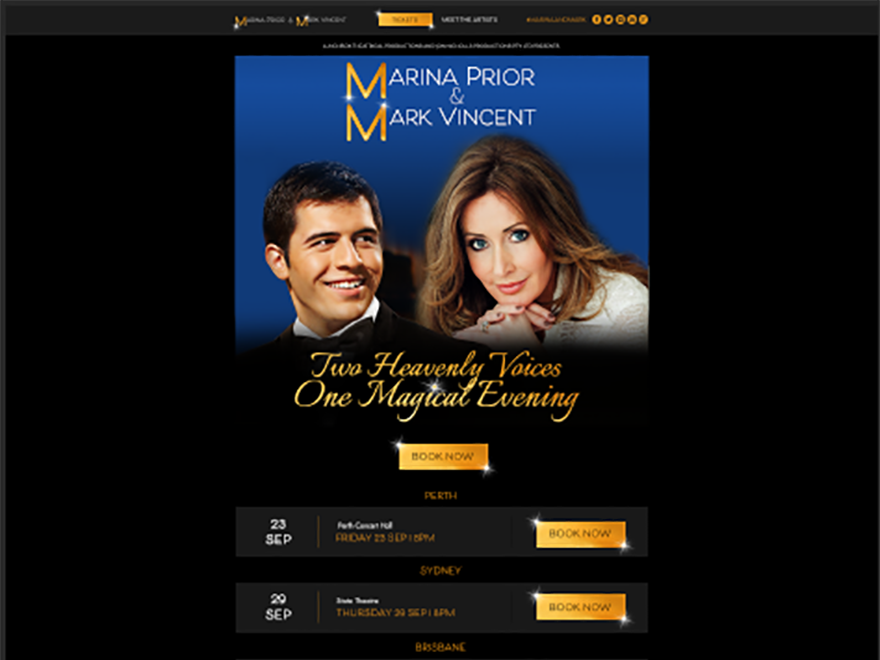 MARINA PRIOR & MARK VINCENT
TICKETS
MEET THE ARTISTS
#MARINAANDMARK
MARINA PRIOR
&
MARK VINCENT
Two Heavenly Voices
One Magical Evening
BOOK NOW
PERTH
23
SEP
Perth Concert Hall
FRIDAY 23 SEP | 8PM
BOOK NOW
SYDNEY
29
SEP
State Theatre
THURSDAY 29 SEP | 8PM
BOOK NOW
BRISBANE